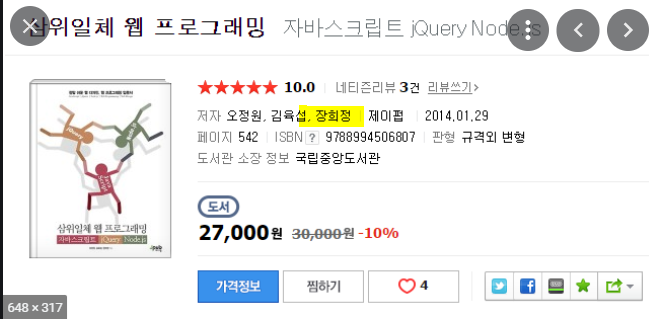 삼위일체 웹 프로그래밍 자바스크립트 jQuery Node.js
10.0 네티즌리뷰 3건 리뷰쓰기>
저자 오정원, 김육섭, 장희정 | 제이펍 | 2014.01.29
페이지 542 | ISBN ? 9788994506807 | 판형 규격외 변형
도서관 소장 정보 국립중앙도서관
jQuery
Node.js
Java Script
삼위일체 웹 프로그래밍
자바스크립트 jQuery Node.js
도서
27,000원 30,000원 -10%
가격정보 찜하기 4
648 × 317